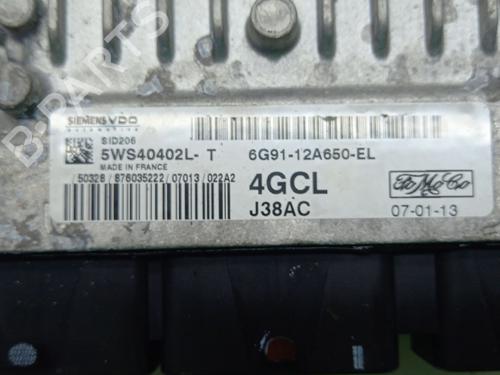 SIEMENS VDO
AUTOMOTIVE
SID206
5WS40402L- T 6G91-12A650-EL
MADE IN FRANCE
/50328 /876035222/07013/022A2
4GCL
J38AC
FoMoCo
07-01-13
B-PARTS